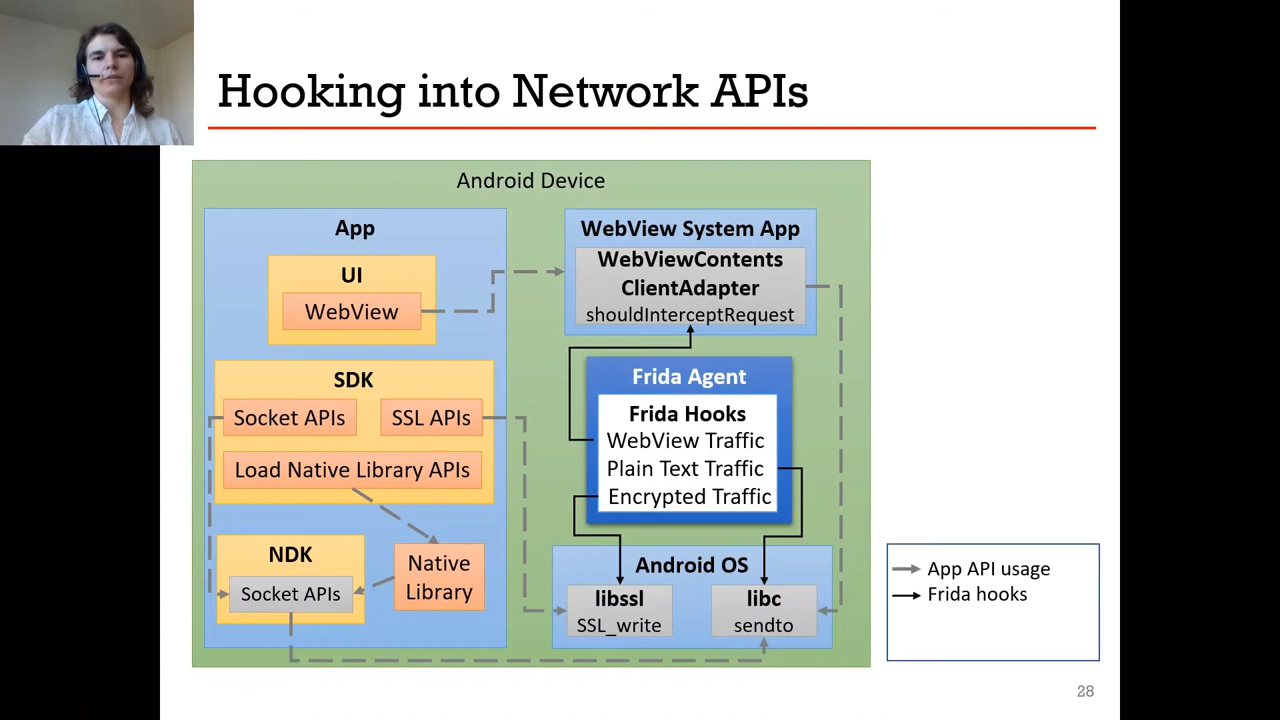 Hooking into Network APIs
Android Device
App
UI
WebView
SDK
Socket APIs
SSL APIs
Load Native Library APIs
NDK
Socket APIs
Native
Library
WebView System App
WebViewContents
ClientAdapter
shouldInterceptRequest
Frida Agent
Frida Hooks
WebView Traffic
Plain Text Traffic
Encrypted Traffic
Android OS
libssl
SSL_write
libc
sendto
App API usage
Frida hooks
28